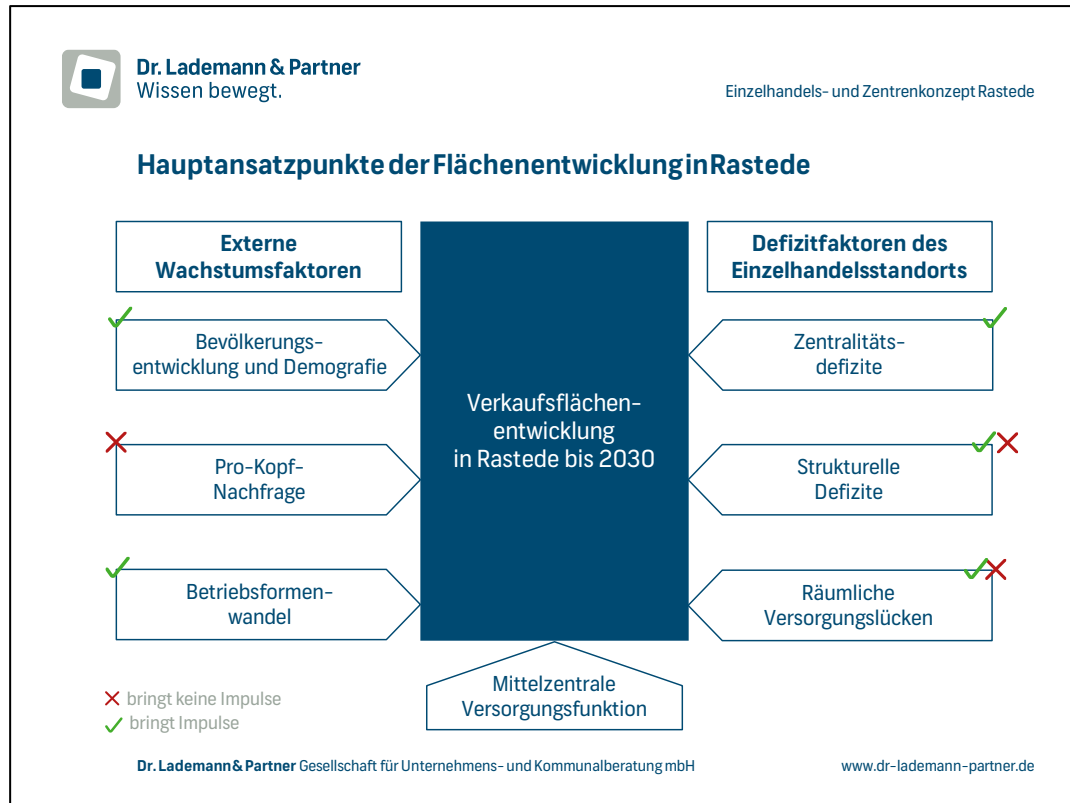 Dr. Lademann & Partner
Wissen bewegt.
Einzelhandels- und Zentrenkonzept Rastede
Hauptansatzpunkte der Flächenentwicklung in Rastede
Externe
Wachstumsfaktoren
Defizitfaktoren des
Einzelhandelsstandorts
Bevölkerungs-
entwicklung und Demografie
Zentralitäts-
defizite
Verkaufsflächen-
entwicklung
in Rastede bis 2030
Pro-Kopf-
Nachfrage
Strukturelle
Defizite
Betriebsformen-
wandel
Räumliche
Versorgungslücken
Mittelzentrale
Versorgungsfunktion
bringt keine Impulse
bringt Impulse
Dr. Lademann & Partner Gesellschaft für Unternehmens- und Kommunalberatung mbH
www.dr-lademann-partner.de